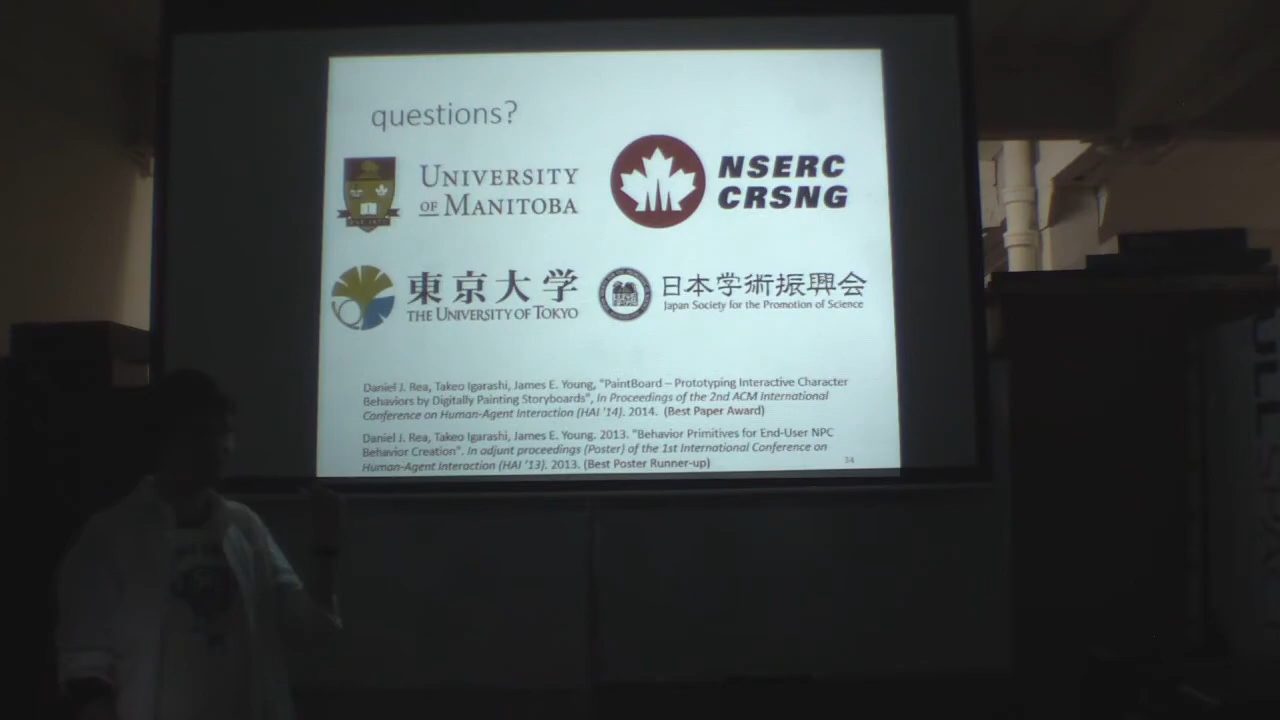 questions?
UNIVERSITY
OF MANITOBA
NSERC
CRSNG
東京大学
THE UNIVERSITY OF TOKYO
日本学術振興会
Japan Society for the Promotion of Science
Daniel J. Rea, Takeo Igarashi, James E. Young, "PaintBoard – Prototyping Interactive Character
Behaviors by Digitally Painting Storyboards", In Proceedings of the 2nd ACM International
Conference on Human-Agent Interaction (HAI '14). 2014. (Best Paper Award)
Daniel J. Rea, Takeo Igarashi, James E. Young. 2013. "Behavior Primitives for End-User NPC
Behavior Creation". In adjunt proceedings (Poster) of the 1st International Conference on
Human-Agent Interaction (HAI '13). 2013. (Best Poster Runner-up)
34